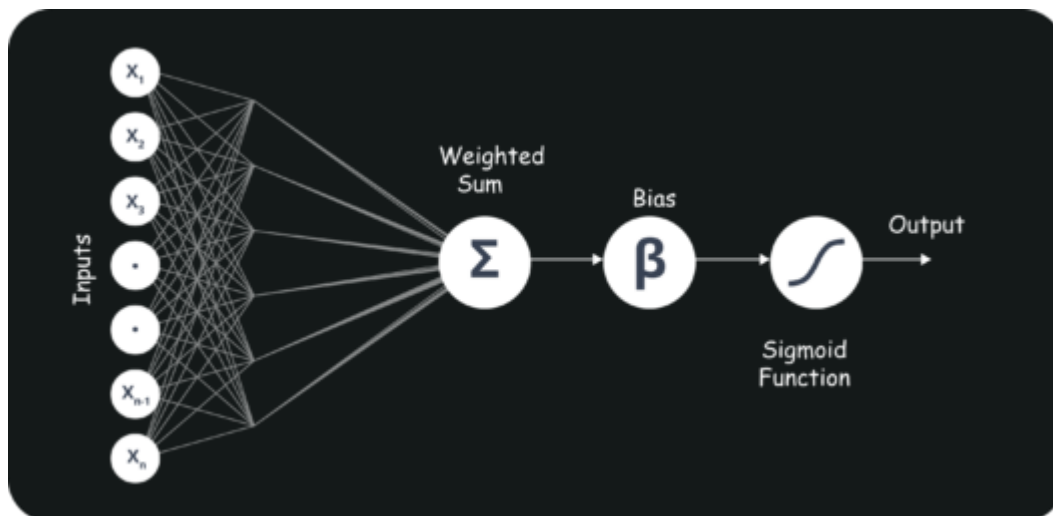 X₁
X₂
X₃
Inputs
Xₙ₋₁
Xₙ
Weighted
Sum
Σ
Bias
β
Output
Sigmoid
Function